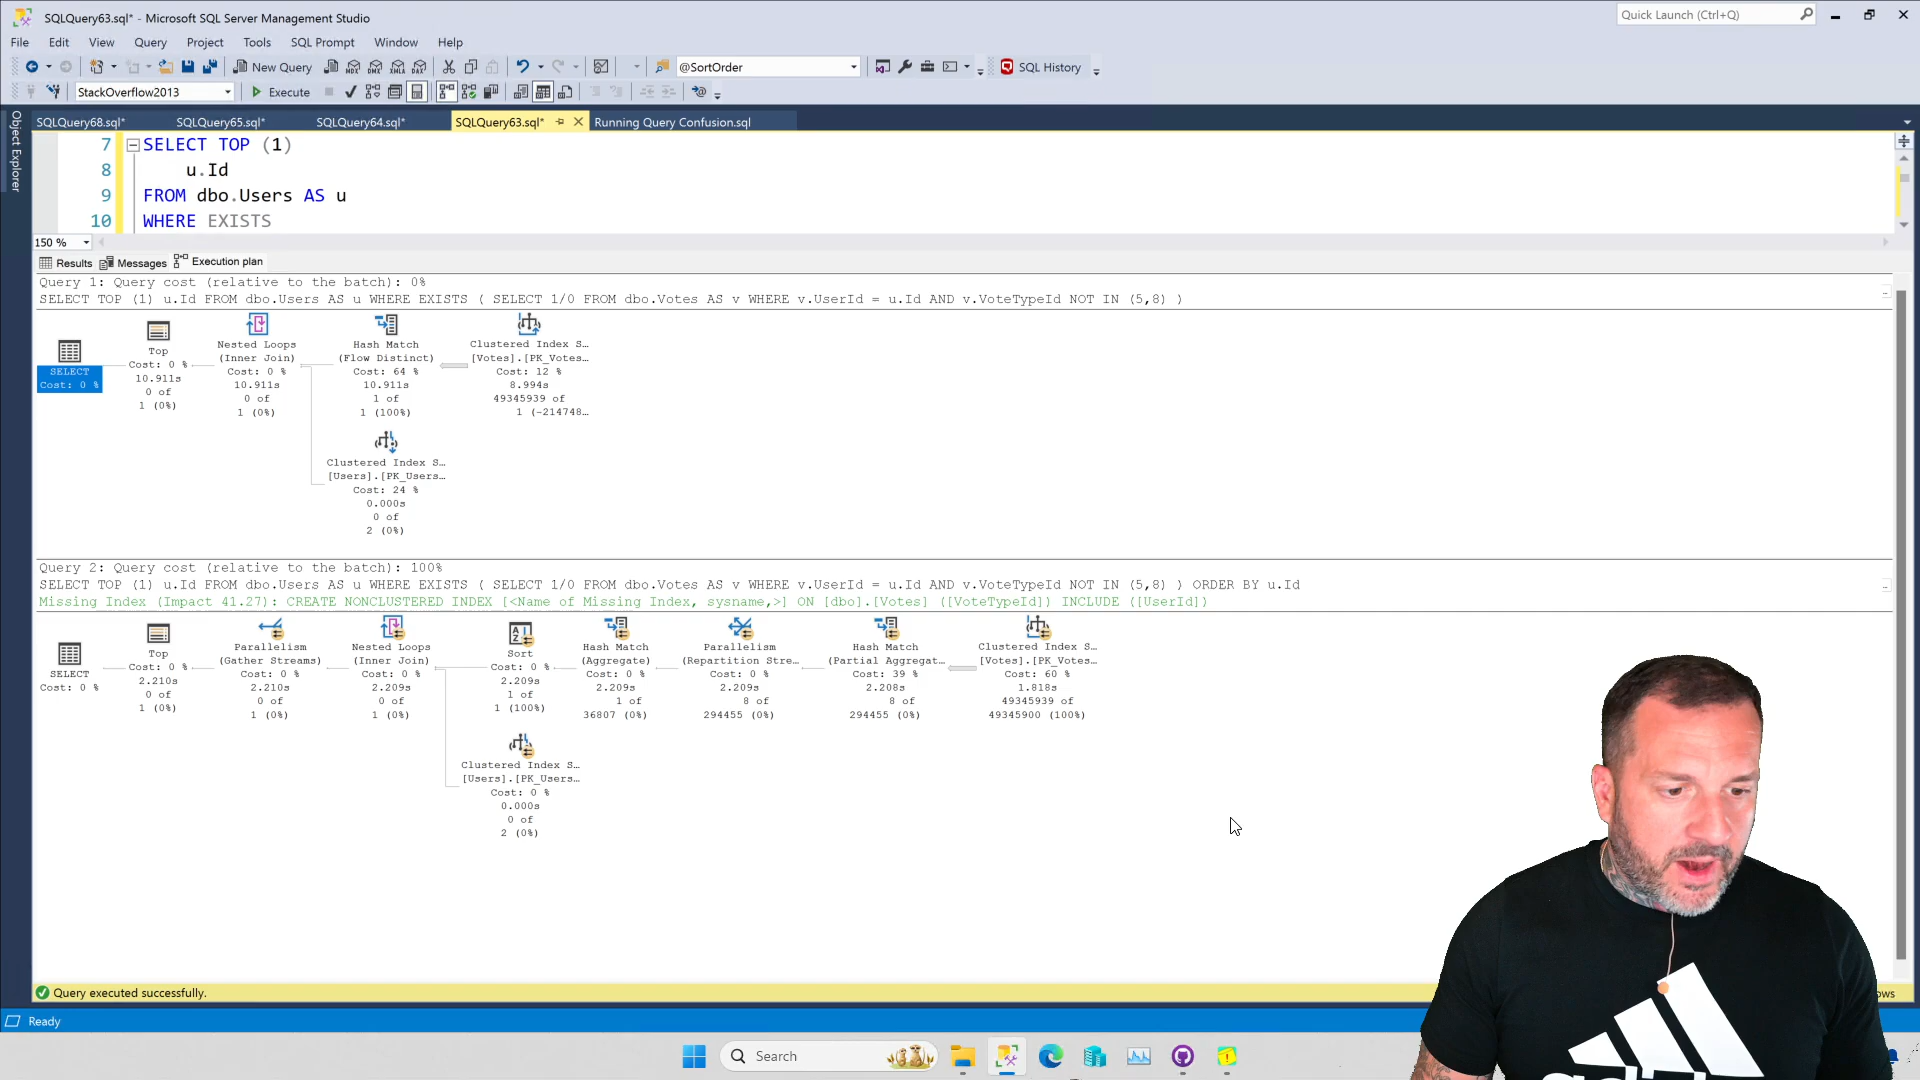 SQLQuery63.sql* - Microsoft SQL Server Management Studio
Quick Launch (Ctrl+Q)
File Edit View Query Project Tools SQL Prompt Window Help
New Query
@SortOrder
SQL History
StackOverflow2013
Execute
SQLQuery68.sql* SQLQuery65.sql* SQLQuery64.sql* SQLQuery63.sql* Running Query Confusion.sql
Object Explorer
7 SELECT TOP (1)
8 u.Id
9 FROM dbo.Users AS u
10 WHERE EXISTS
150 %
Results Messages Execution plan
Query 1: Query cost (relative to the batch): 0%
SELECT TOP (1) u.Id FROM dbo.Users AS u WHERE EXISTS ( SELECT 1/0 FROM dbo.Votes AS v WHERE v.UserId = u.Id AND v.VoteTypeId NOT IN (5,8) )
SELECT
Cost: 0 %
Top
Cost: 0 %
10.911s
0 of
1 (0%)
Nested Loops
(Inner Join)
Cost: 0 %
10.911s
0 of
1 (0%)
Hash Match
(Flow Distinct)
Cost: 64 %
10.911s
1 of
1 (100%)
Clustered Index S…
[Votes].[PK_Votes…
Cost: 12 %
8.994s
49345939 of
1 (-214748…
Clustered Index S…
[Users].[PK_Users…
Cost: 24 %
0.000s
0 of
2 (0%)
Query 2: Query cost (relative to the batch): 100%
SELECT TOP (1) u.Id FROM dbo.Users AS u WHERE EXISTS ( SELECT 1/0 FROM dbo.Votes AS v WHERE v.UserId = u.Id AND v.VoteTypeId NOT IN (5,8) ) ORDER BY u.Id
Missing Index (Impact 41.27): CREATE NONCLUSTERED INDEX [<Name of Missing Index, sysname,>] ON [dbo].[Votes] ([VoteTypeId]) INCLUDE ([UserId])
SELECT
Cost: 0 %
Top
Cost: 0 %
2.210s
0 of
1 (0%)
Parallelism
(Gather Streams)
Cost: 0 %
2.210s
0 of
1 (0%)
Nested Loops
(Inner Join)
Cost: 0 %
2.209s
0 of
1 (0%)
Sort
Cost: 0 %
2.209s
1 of
1 (100%)
Hash Match
(Aggregate)
Cost: 0 %
2.209s
1 of
36807 (0%)
Parallelism
(Repartition Stre…
Cost: 0 %
2.209s
8 of
294455 (0%)
Hash Match
(Partial Aggregat…
Cost: 39 %
2.208s
8 of
294455 (0%)
Clustered Index S…
[Votes].[PK_Votes…
Cost: 60 %
1.818s
49345939 of
49345900 (100%)
Clustered Index S…
[Users].[PK_Users…
Cost: 0 %
0.000s
0 of
2 (0%)
Query executed successfully.
Ready
Search